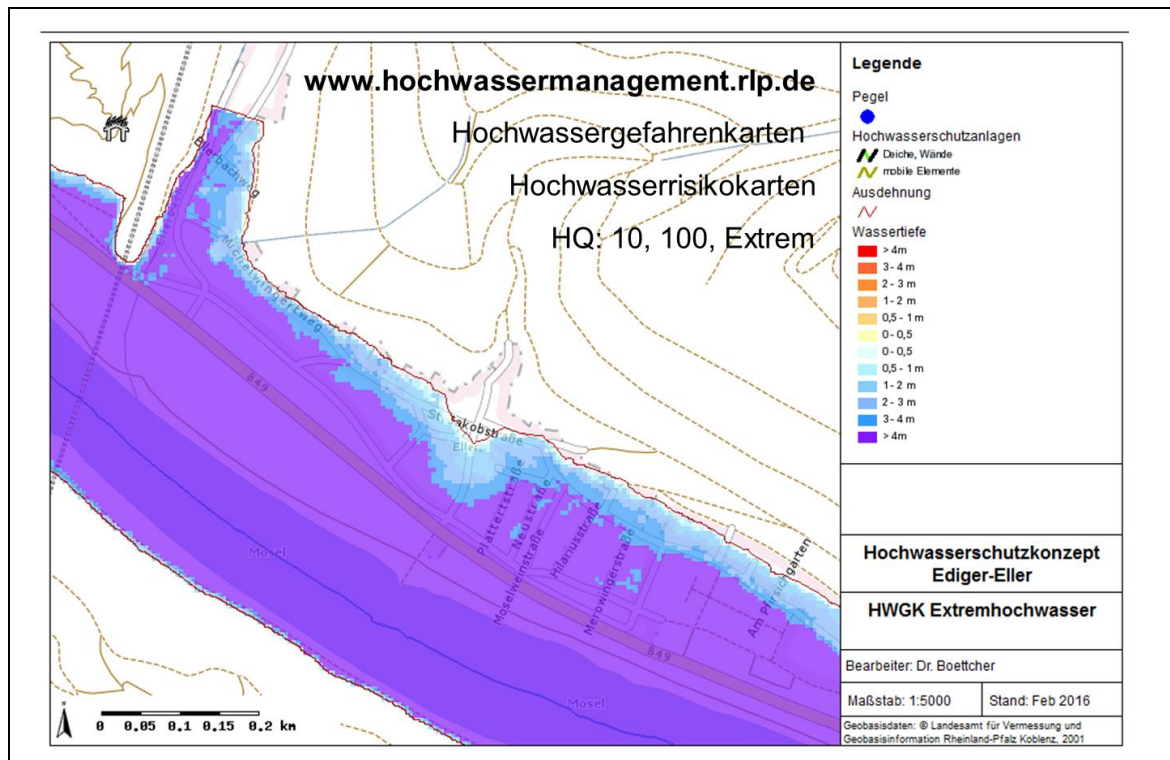 www.hochwassermanagement.rlp.de
Hochwassergefahrenkarten
Hochwasserrisikokarten
HQ: 10, 100, Extrem
Ellerbachweg
Michelwingertweg
B49
St. Jakobstraße
Eller
Plattertstraße
Neustraße
Moselweinstraße
Hilariusstraße
Merowingerstraße
Am Pfirsichgarten
B49
Mosel
Mosel
0 0.05 0.1 0.15 0.2 km
Legende
Pegel
Hochwasserschutzanlagen
Deiche, Wände
mobile Elemente
Ausdehnung
Wassertiefe
> 4m
3 - 4 m
2 - 3 m
1 - 2 m
0,5 - 1 m
0 - 0,5
0 - 0,5
0,5 - 1 m
1 - 2 m
2 - 3 m
3 - 4 m
> 4m
Hochwasserschutzkonzept
Ediger-Eller
HWGK Extremhochwasser
Bearbeiter: Dr. Boettcher
Maßstab: 1:5000
Stand: Feb 2016
Geobasisdaten: © Landesamt für Vermessung und
Geobasisinformation Rheinland-Pfalz Koblenz, 2001